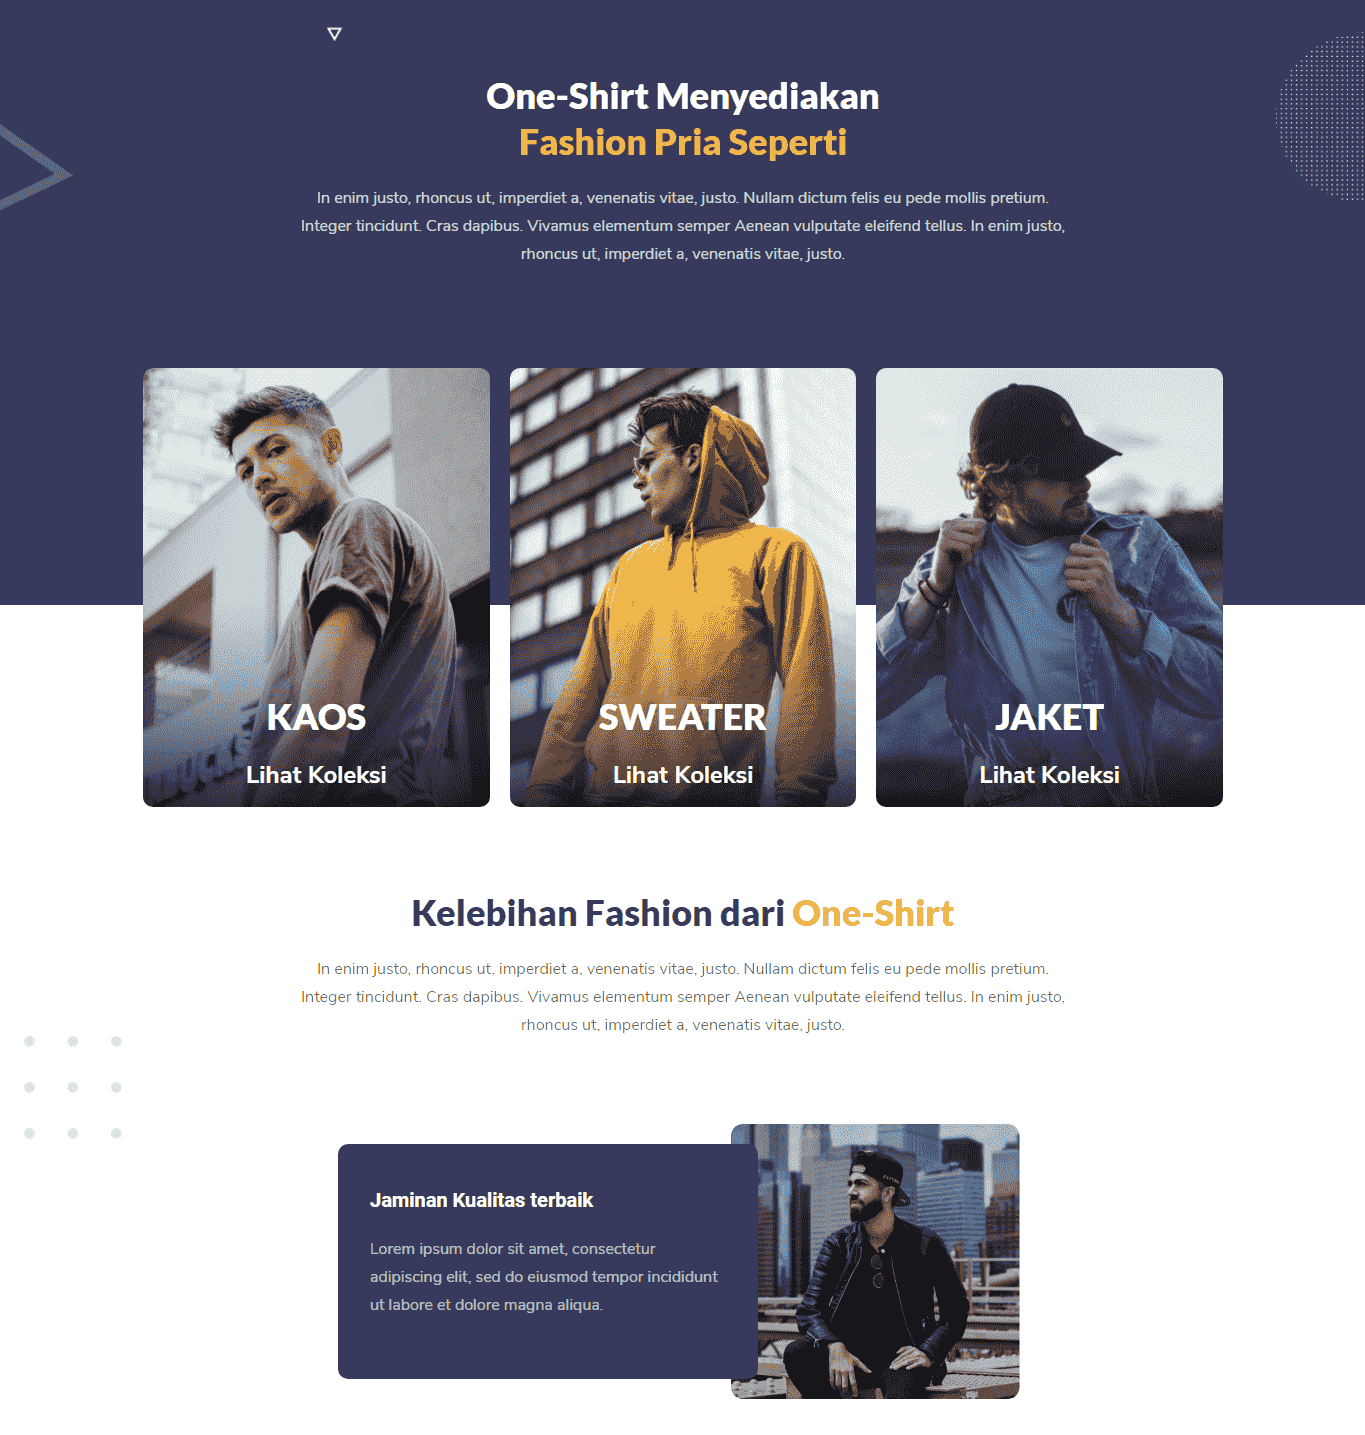 One-Shirt Menyediakan
Fashion Pria Seperti
In enim justo, rhoncus ut, imperdiet a, venenatis vitae, justo. Nullam dictum felis eu pede mollis pretium.
Integer tincidunt. Cras dapibus. Vivamus elementum semper Aenean vulputate eleifend tellus. In enim justo,
rhoncus ut, imperdiet a, venenatis vitae, justo.
KAOS
Lihat Koleksi
SWEATER
Lihat Koleksi
JAKET
Lihat Koleksi
Kelebihan Fashion dari One-Shirt
In enim justo, rhoncus ut, imperdiet a, venenatis vitae, justo. Nullam dictum felis eu pede mollis pretium.
Integer tincidunt. Cras dapibus. Vivamus elementum semper Aenean vulputate eleifend tellus. In enim justo,
rhoncus ut, imperdiet a, venenatis vitae, justo.
Jaminan Kualitas terbaik
Lorem ipsum dolor sit amet, consectetur
adipiscing elit, sed do eiusmod tempor incididunt
ut labore et dolore magna aliqua.